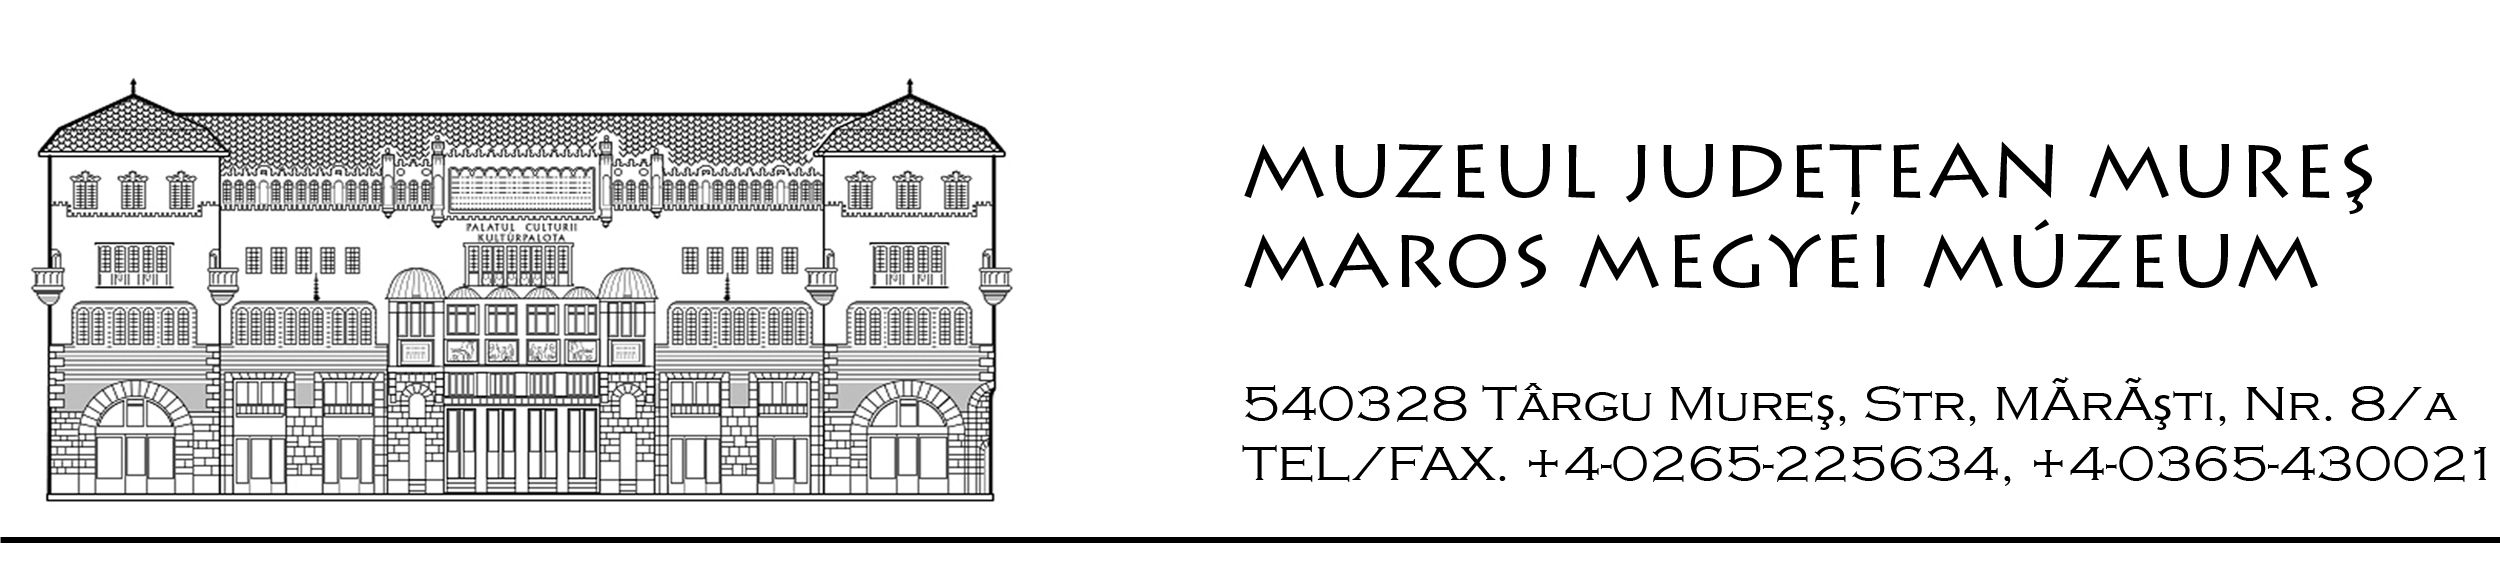 PALATUL CULTURII
KULTÚRPALOTA
MUZEUL JUDEȚEAN MUREŞ
MAROS MEGYEI MÚZEUM
540328 TÂRGU MUREŞ, STR, MÃRÃŞTI, NR. 8/A
TEL/FAX. +4-0265-225634, +4-0365-430021